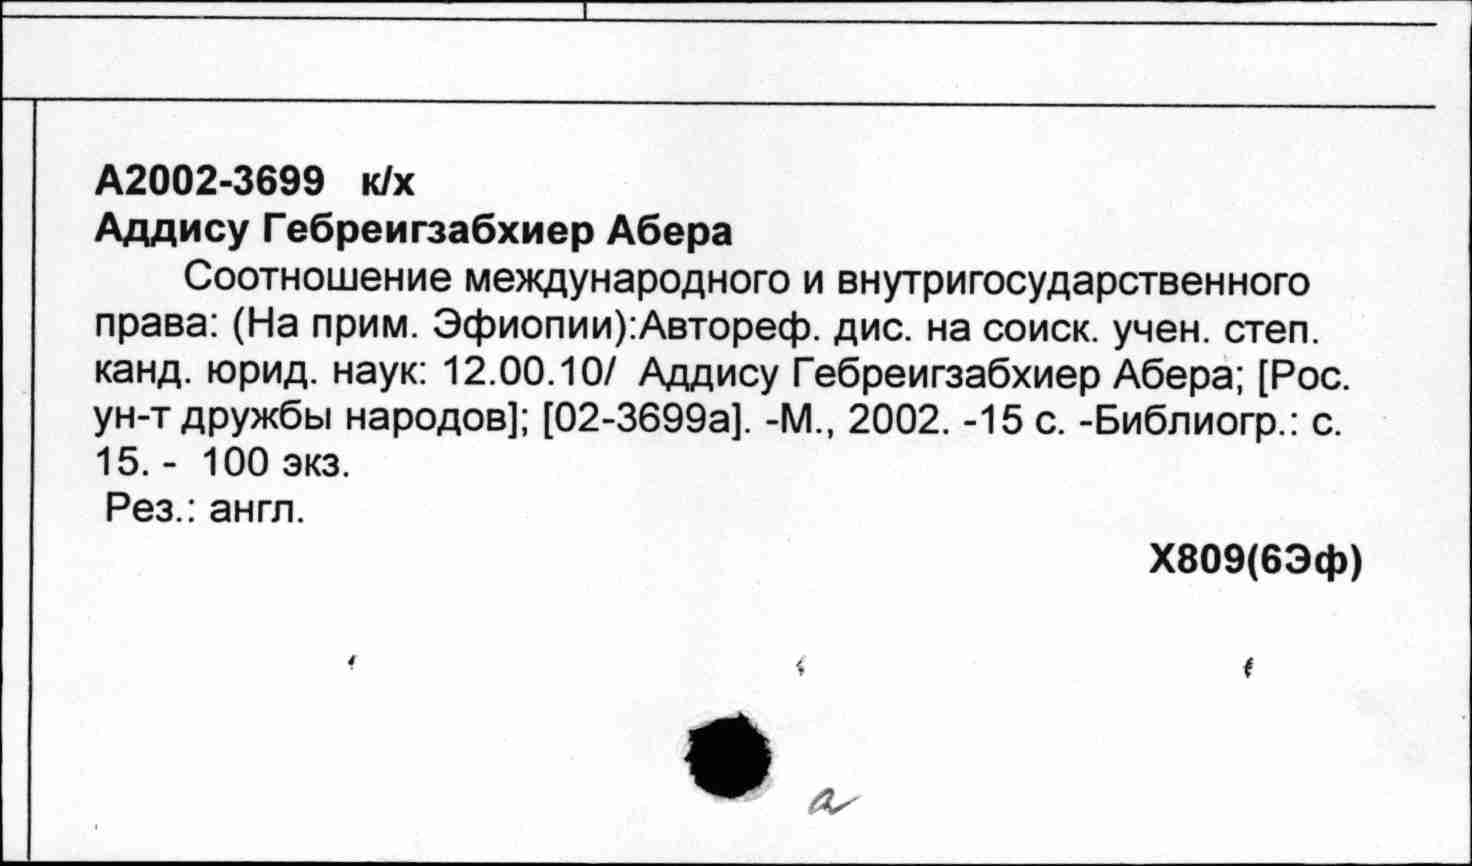 А2002-3699 к/х
Аддису Гебреигзабхиер Абера
Соотношение международного и внутригосударственного
права: (На прим. Эфиопии):Автореф. дис. на соиск. учен. степ.
канд. юрид. наук: 12.00.10/ Аддису Гебреигзабхиер Абера; [Рос.
ун-т дружбы народов]; [02-3699а]. -М., 2002. -15 с. -Библиогр.: с.
15. - 100 экз.
Рез.: англ.
Х809(6Эф)
а